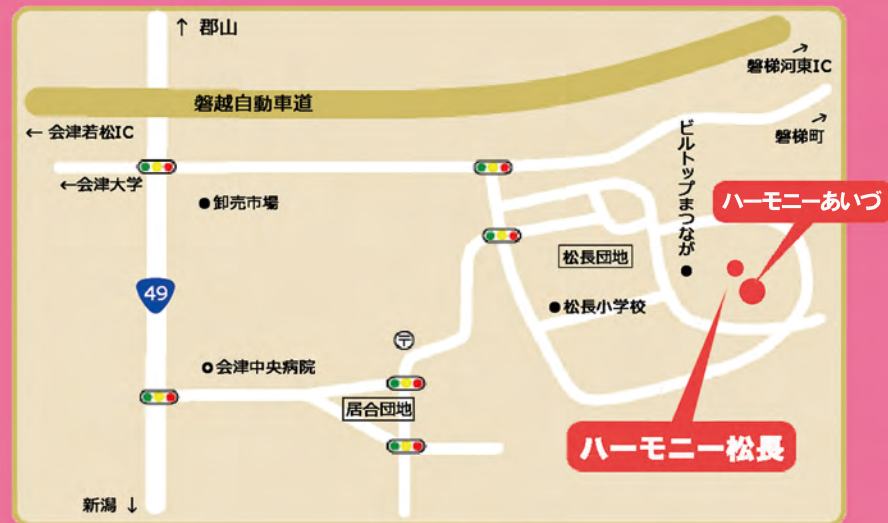 ↑ 郡山
磐梯河東IC
磐越自動車道
← 会津若松IC
磐梯町
←会津大学
●卸売市場
ビルトップまつなが
ハーモニーあいづ
松長団地
49
●松長小学校
〒
会津中央病院
居合団地
ハーモニー松長
新潟 ↓